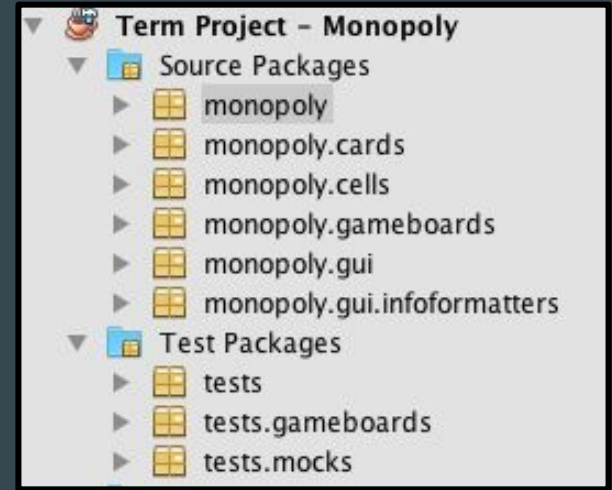 Term Project – Monopoly
Source Packages
monopoly
monopoly.cards
monopoly.cells
monopoly.gameboards
monopoly.gui
monopoly.gui.infoformatters
Test Packages
tests
tests.gameboards
tests.mocks